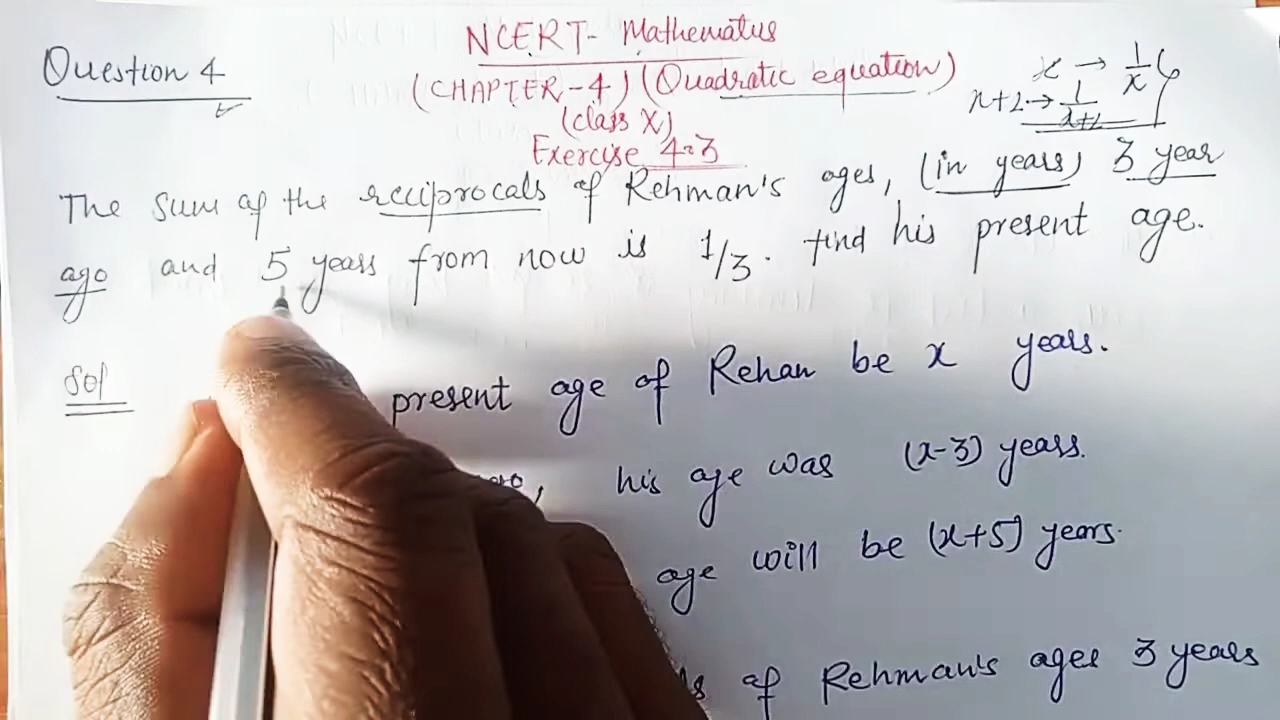 NCERT- Mathematics
Question 4
(CHAPTER-4) (Quadratic equation)
(class X)
Exercise 4.3
x → 1/x
x+2 → 1/x+2
The sum of the reciprocals of Rehman's ages, (in years) 3 year
ago and 5 years from now is 1/3. find his present age.
Sol
present age of Rehan be x years.
ago, his age was (x-3) years.
age will be (x+5) years.
of Rehman's ages 3 years